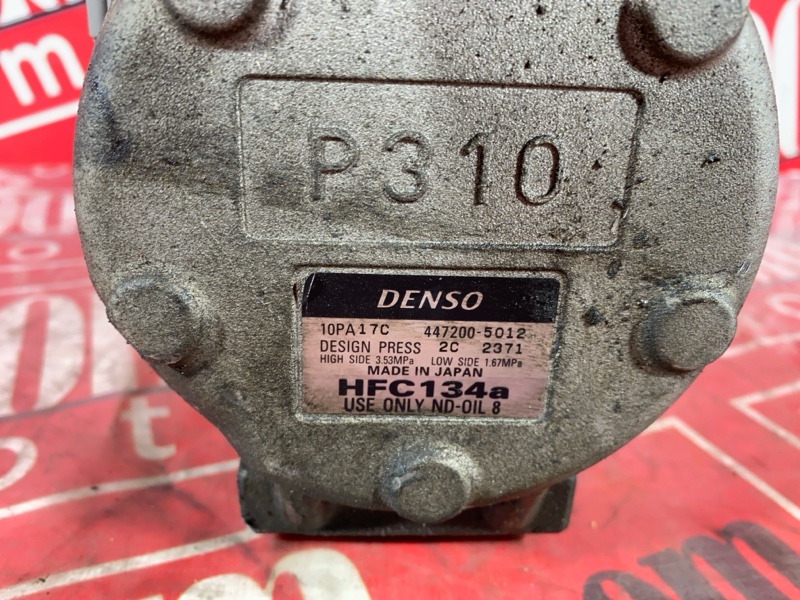 P310
DENSO
10PA17C 447200-5012
DESIGN PRESS 2C 2371
HIGH SIDE 3.53MPa LOW SIDE 1.67MPa
MADE IN JAPAN
HFC134a
USE ONLY ND-OIL 8